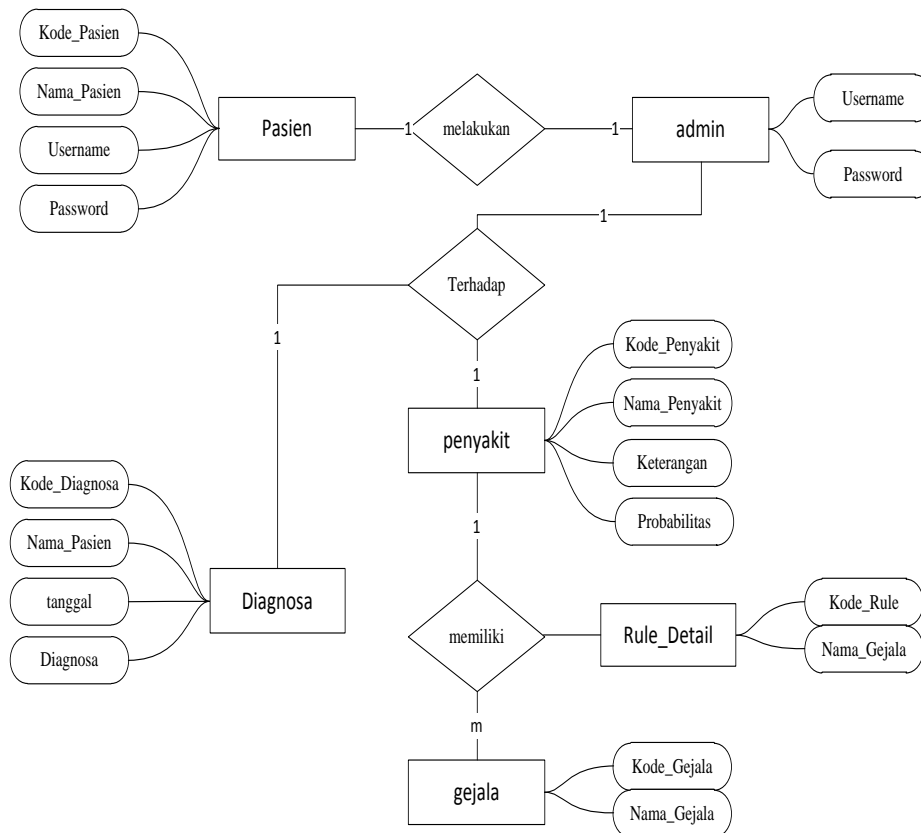 Kode_Pasien
Nama_Pasien
Username
Password
Pasien
1
melakukan
1
admin
Username
Password
1
Terhadap
1
1
Kode_Penyakit
Nama_Penyakit
Keterangan
Probabilitas
penyakit
Kode_Diagnosa
Nama_Pasien
tanggal
Diagnosa
Diagnosa
1
memiliki
Rule_Detail
Kode_Rule
Nama_Gejala
m
gejala
Kode_Gejala
Nama_Gejala